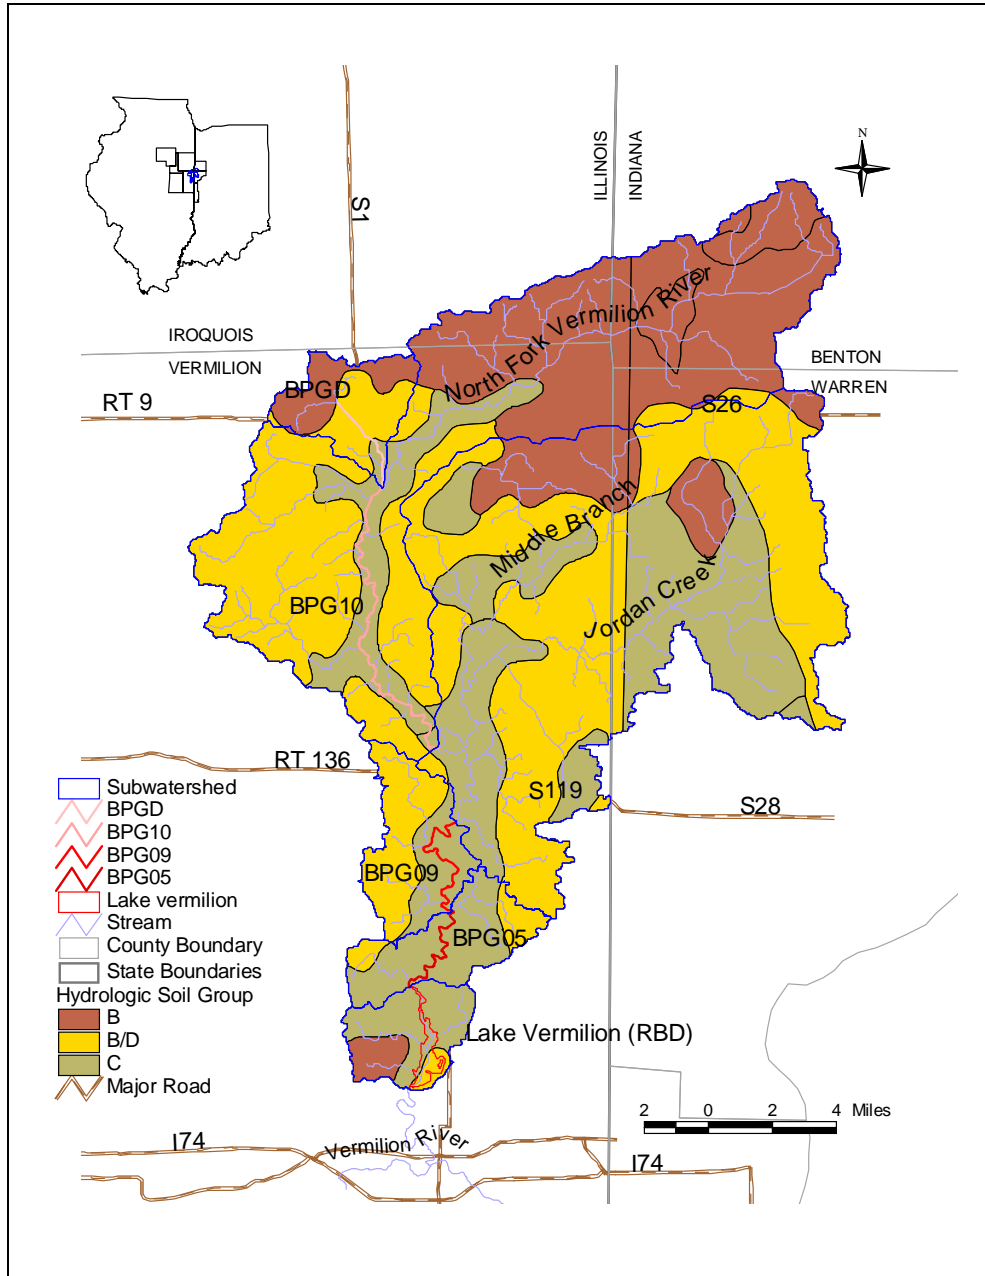 N
ILLINOIS
INDIANA
S1
North Fork Vermilion River
IROQUOIS
VERMILION
BENTON
WARREN
BPGD
RT 9
S26
Middle Branch
BPG10
Jordan Creek
RT 136
S119
S28
BPG09
BPG05
Subwatershed
BPGD
BPG10
BPG09
BPG05
Lake vermilion
Stream
County Boundary
State Boundaries
Hydrologic Soil Group
B
B/D
C
Major Road
Lake Vermilion (RBD)
2 0 2 4 Miles
I74
Vermilion River
I74